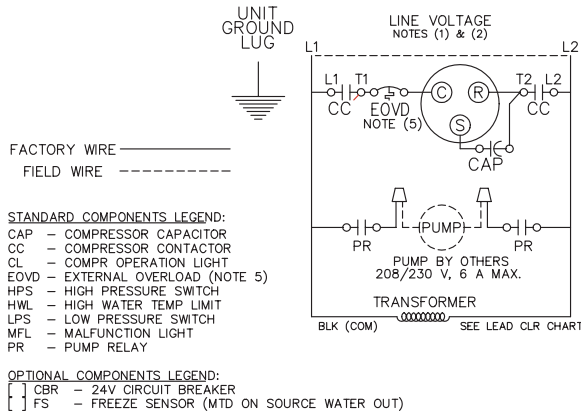 UNIT
GROUND
LUG
LINE VOLTAGE
NOTES (1) & (2)
L1
L2
L1 T1
T2 L2
C
R
S
CC
EOVD
NOTE (5)
CC
CAP
FACTORY WIRE
FIELD WIRE
(PUMP)
PR
PR
PUMP BY OTHERS
208/230 V, 6 A MAX.
TRANSFORMER
BLK (COM)
SEE LEAD CLR CHART
STANDARD COMPONENTS LEGEND:
CAP – COMPRESSOR CAPACITOR
CC – COMPRESSOR CONTACTOR
CL – COMPR OPERATION LIGHT
EOVD – EXTERNAL OVERLOAD (NOTE 5)
HPS – HIGH PRESSURE SWITCH
HWL – HIGH WATER TEMP LIMIT
LPS – LOW PRESSURE SWITCH
MFL – MALFUNCTION LIGHT
PR – PUMP RELAY
OPTIONAL COMPONENTS LEGEND:
[ ] CBR – 24V CIRCUIT BREAKER
[ ] FS – FREEZE SENSOR (MTD ON SOURCE WATER OUT)